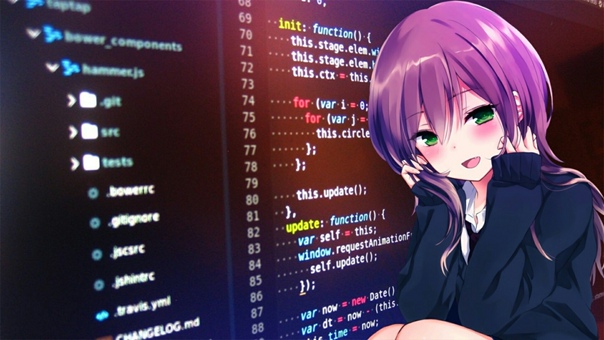 taptap
bower_components
hammer.js
.git
src
tests
.bowerrc
.gitignore
.jscsrc
.jshintrc
.travis.yml
CHANGELOG.md
68
69
70 init: function() {
71 this.stage.elem.
72 this.stage.elem.
73 this.ctx = this.
74 for (var i = 0;
75 for (var j =
76 this.circle
77 };
78 };
79
80 this.update();
81 },
82 update: function() {
83 var self = this;
84 window.requestAnimationF
85 self.update();
86 });
87 var now = new Date()
88 var dt = now (this.
this.time = now;